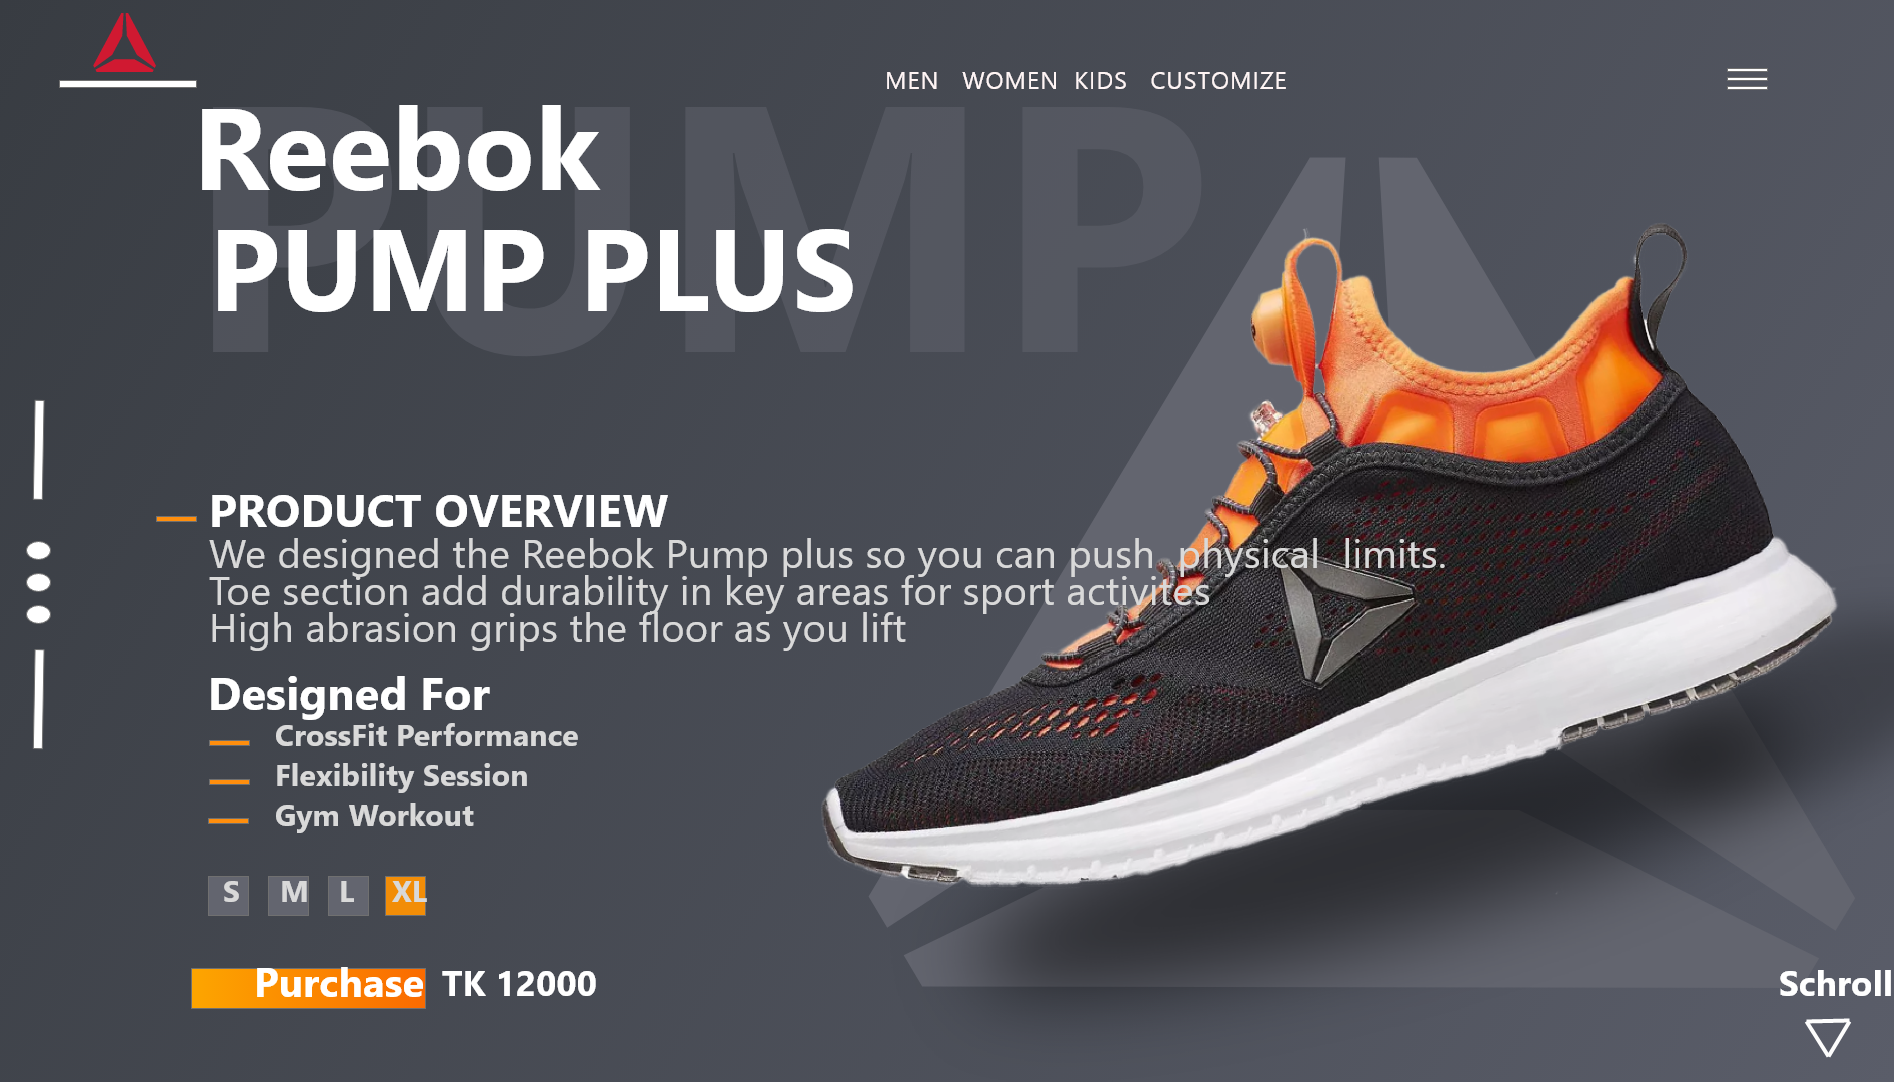 MEN WOMEN KIDS CUSTOMIZE
PUMP
Reebok
PUMP PLUS
PRODUCT OVERVIEW
We designed the Reebok Pump plus so you can push physical limits.
Toe section add durability in key areas for sport activites
High abrasion grips the floor as you lift
Designed For
CrossFit Performance
Flexibility Session
Gym Workout
S M L XL
Purchase TK 12000
Schroll